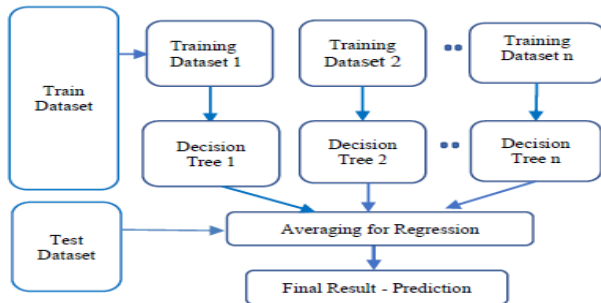 Train
Dataset
Training
Dataset 1
Training
Dataset 2
Training
Dataset n
Decision
Tree 1
Decision
Tree 2
Decision
Tree n
Test
Dataset
Averaging for Regression
Final Result - Prediction